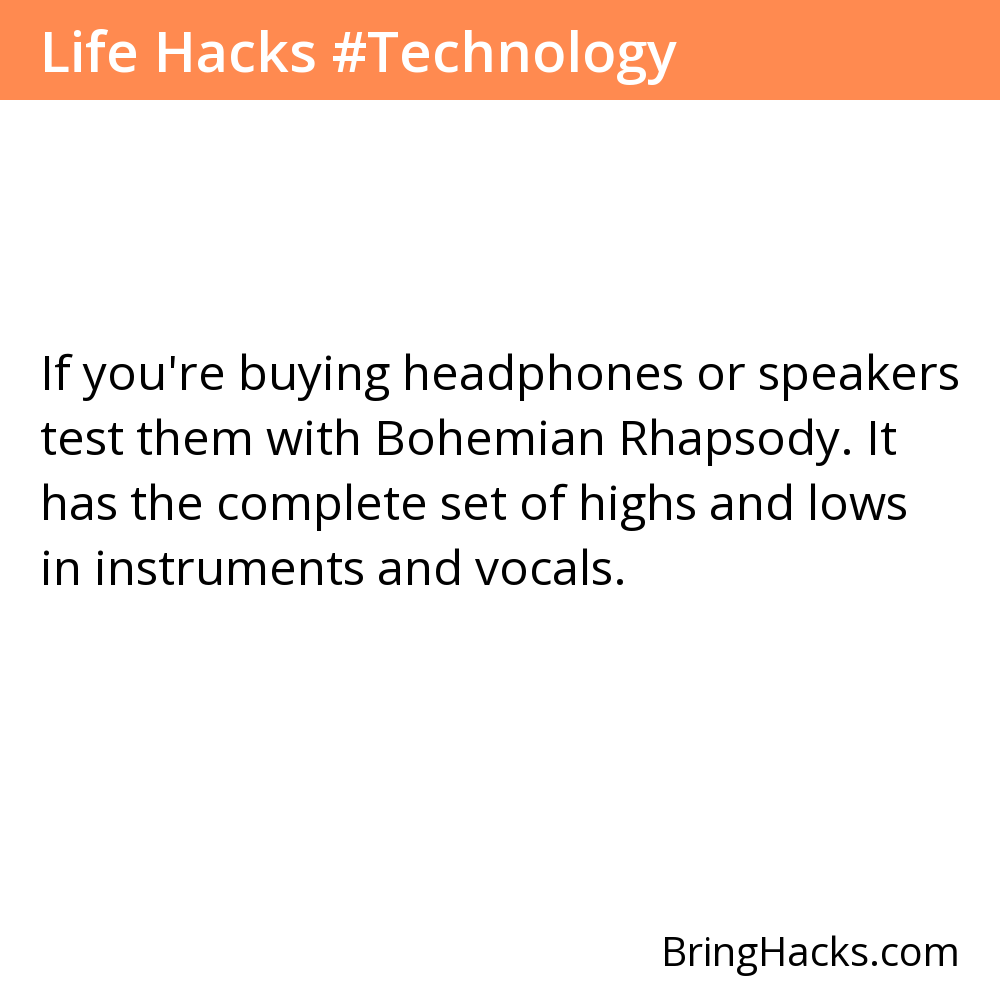 Life Hacks #Technology
If you're buying headphones or speakers
test them with Bohemian Rhapsody. It
has the complete set of highs and lows
in instruments and vocals.
BringHacks.com